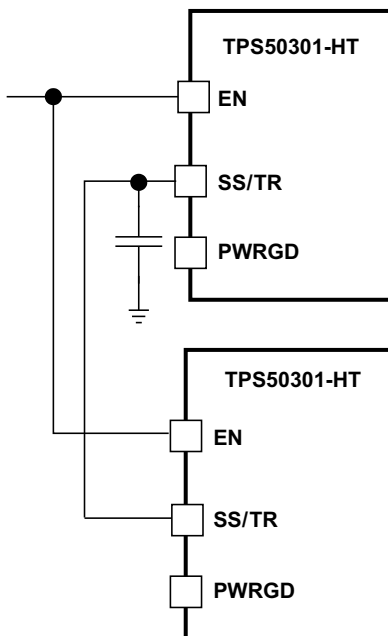 TPS50301-HT
EN
SS/TR
PWRGD
TPS50301-HT
EN
SS/TR
PWRGD